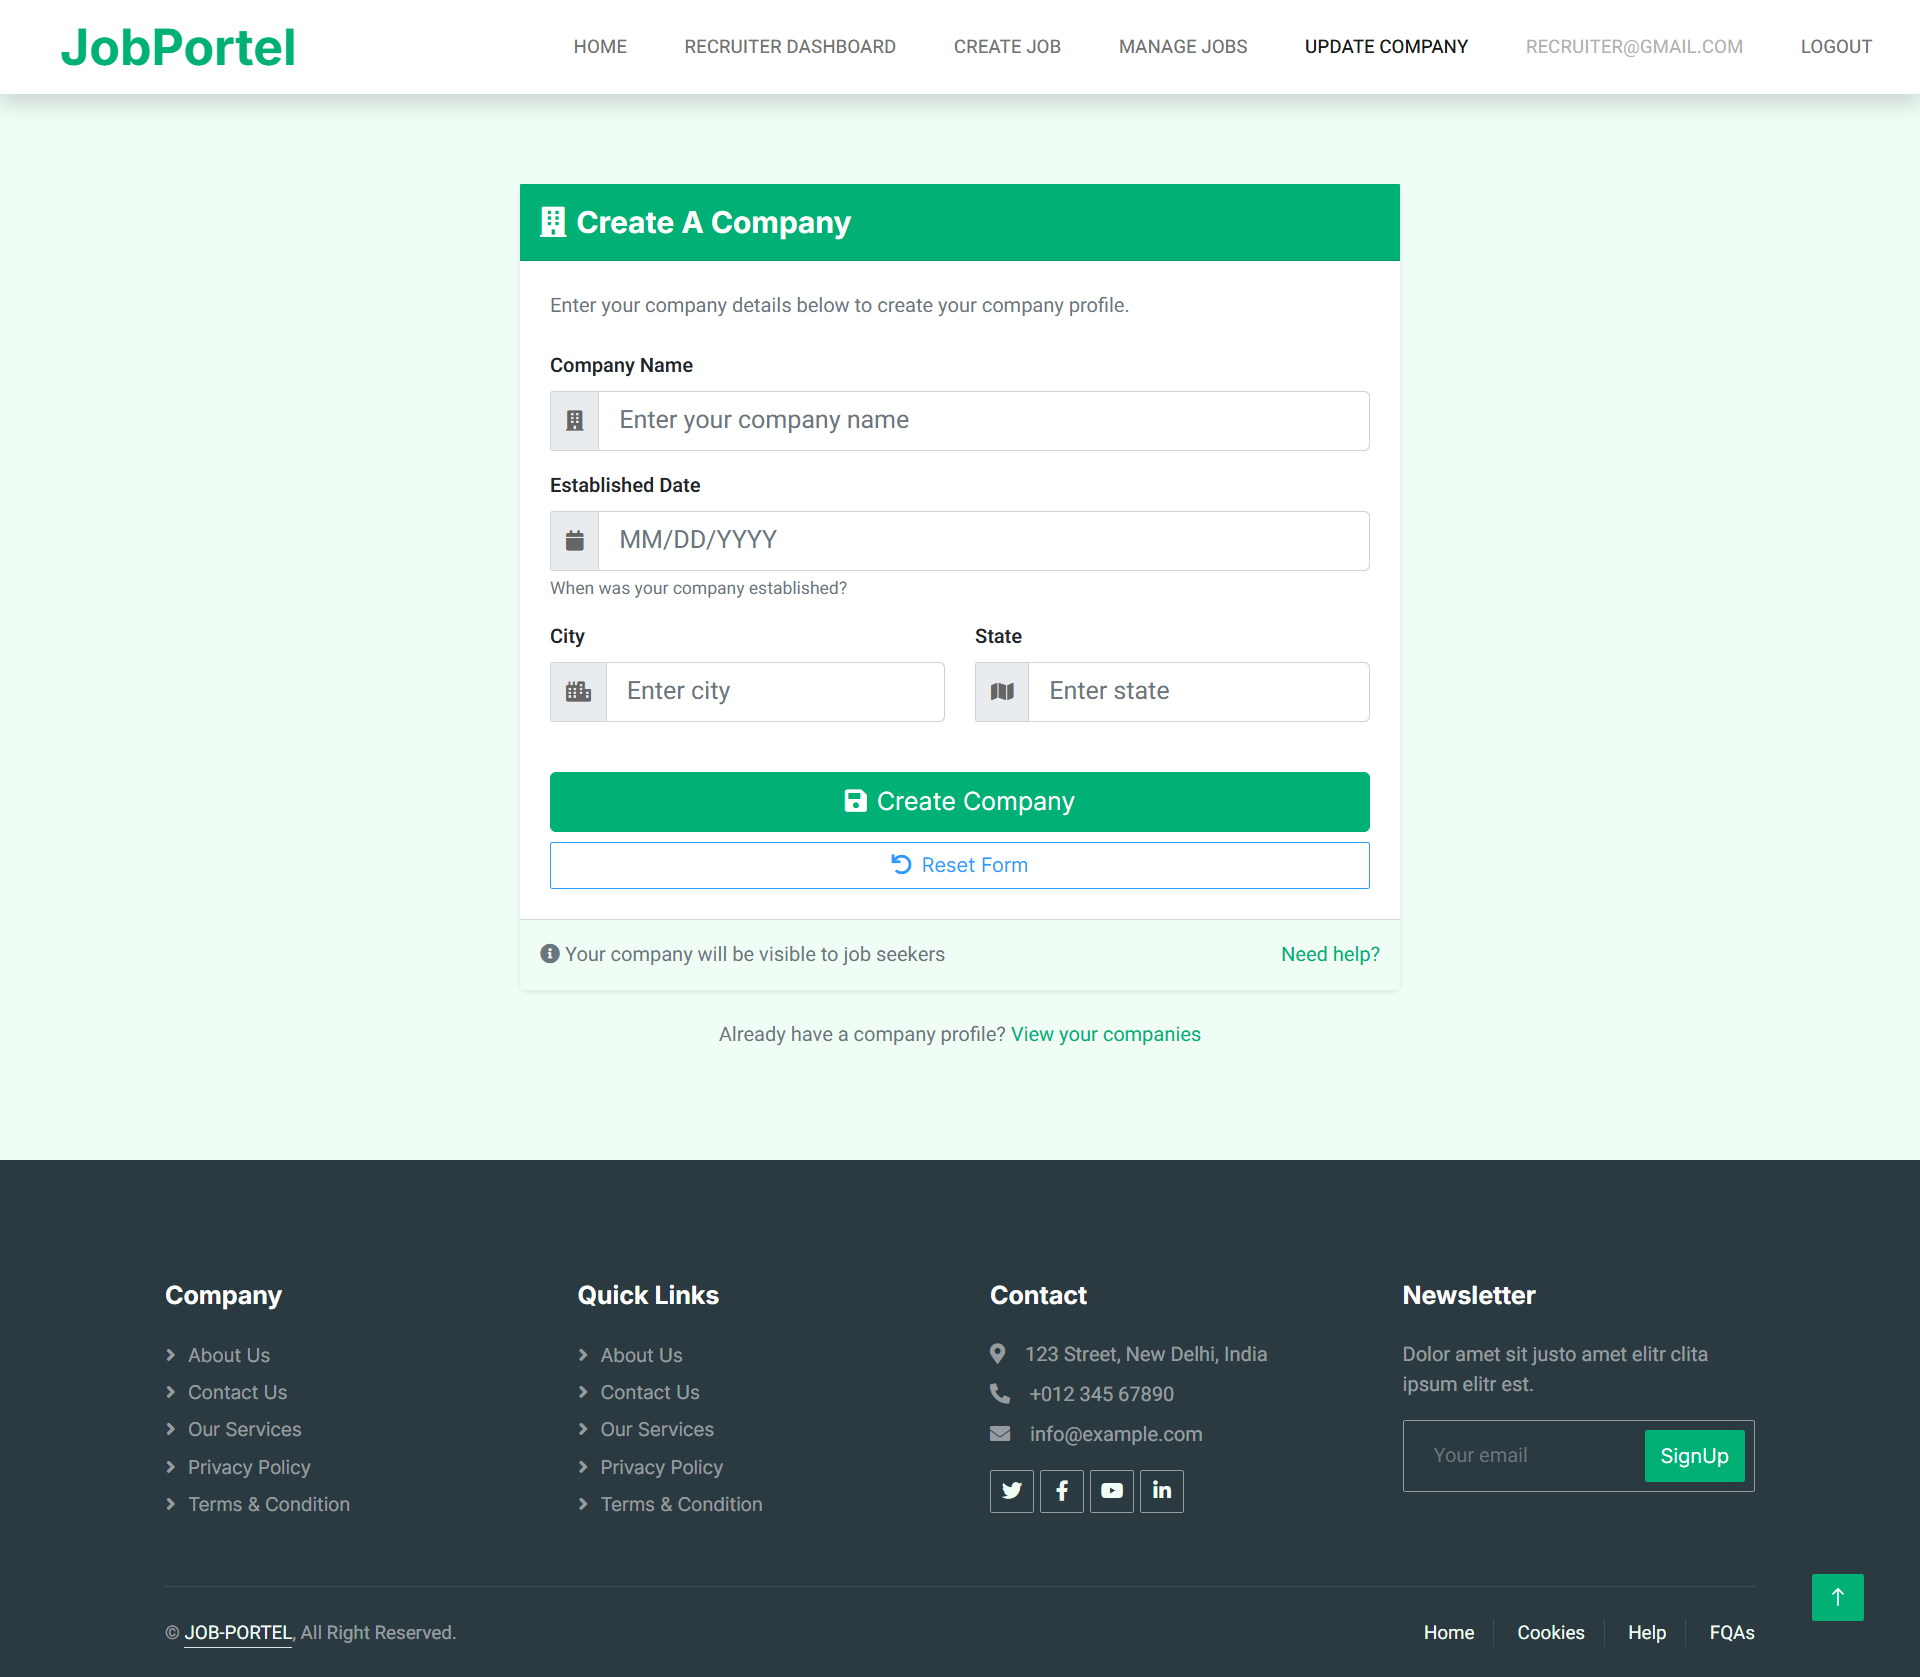 JobPortel
HOME RECRUITER DASHBOARD CREATE JOB MANAGE JOBS UPDATE COMPANY RECRUITER@GMAIL.COM LOGOUT
Create A Company
Enter your company details below to create your company profile.
Company Name
Enter your company name
Established Date
MM/DD/YYYY
When was your company established?
City State
Enter city Enter state
Create Company
Reset Form
Your company will be visible to job seekers Need help?
Already have a company profile? View your companies
Company
About Us
Contact Us
Our Services
Privacy Policy
Terms & Condition
Quick Links
About Us
Contact Us
Our Services
Privacy Policy
Terms & Condition
Contact
123 Street, New Delhi, India
+012 345 67890
info@example.com
Newsletter
Dolor amet sit justo amet elitr clita
ipsum elitr est.
Your email SignUp
© JOB-PORTEL, All Right Reserved.
Home Cookies Help FQAs